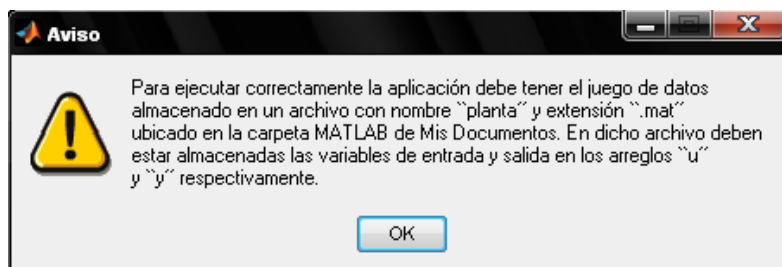 Aviso
Para ejecutar correctamente la aplicación debe tener el juego de datos
almacenado en un archivo con nombre ``planta´´ y extensión ``.mat´´
ubicado en la carpeta MATLAB de Mis Documentos. En dicho archivo deben
estar almacenadas las variables de entrada y salida en los arreglos ``u´´
y ``y´´ respectivamente.
OK